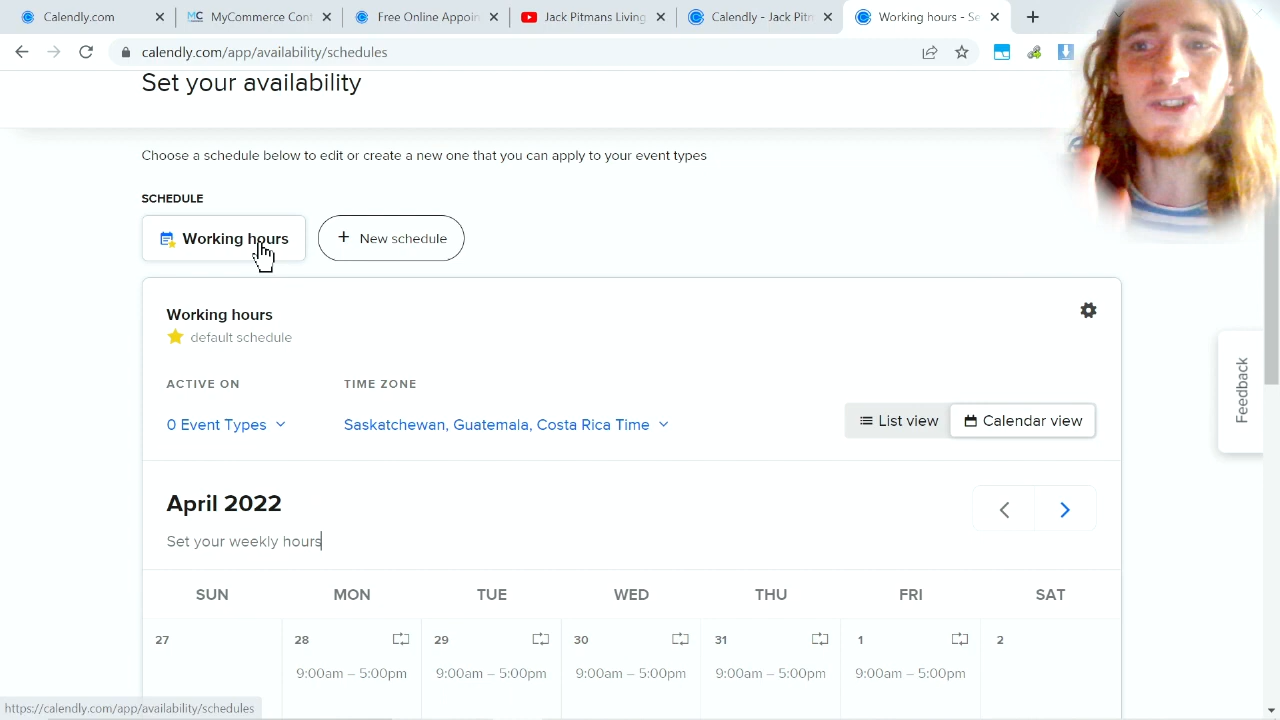 Calendly.com
MyCommerce Cont
Free Online Appoin
Jack Pitmans Living
Calendly - Jack Pitn
Working hours - Se
calendly.com/app/availability/schedules
Set your availability
Choose a schedule below to edit or create a new one that you can apply to your event types
SCHEDULE
Working hours
+ New schedule
Working hours
default schedule
ACTIVE ON
TIME ZONE
0 Event Types
Saskatchewan, Guatemala, Costa Rica Time
List view
Calendar view
Feedback
April 2022
Set your weekly hours
SUN MON TUE WED THU FRI SAT
27 28 29 30 31 1 2
9:00am – 5:00pm 9:00am – 5:00pm 9:00am – 5:00pm 9:00am – 5:00pm 9:00am – 5:00pm
https://calendly.com/app/availability/schedules